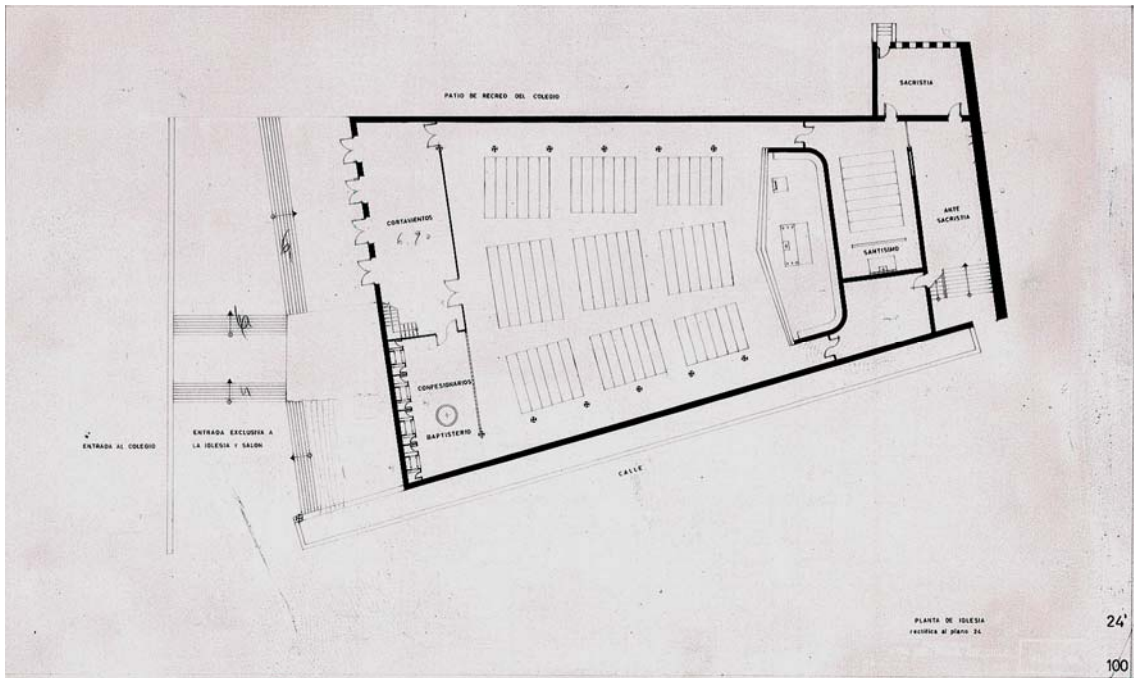 SACRISTIA
PATIO DE RECREO DEL COLEGIO
CORTAVIENTOS
6.90
ANTE
SACRISTIA
SANTISIMO
CONFESIONARIOS
BAPTISTERIO
ENTRADA AL COLEGIO
ENTRADA EXCLUSIVA A
LA IGLESIA Y SALON
CALLE
PLANTA DE IGLESIA
rectifica al plano 24
24'
100